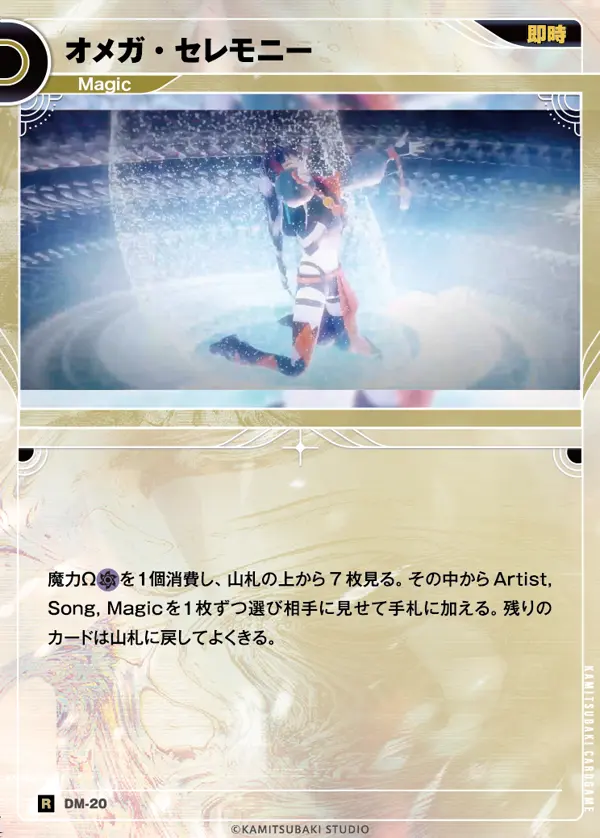 オメガ・セレモニー
即時
Magic
魔力Ωを1個消費し、山札の上から7枚見る。その中からArtist,
Song, Magicを1枚ずつ選び相手に見せて手札に加える。残りの
カードは山札に戻してよくきる。
KAMITSUBAKI CARDGAME
R DM-20
©KAMITSUBAKI STUDIO